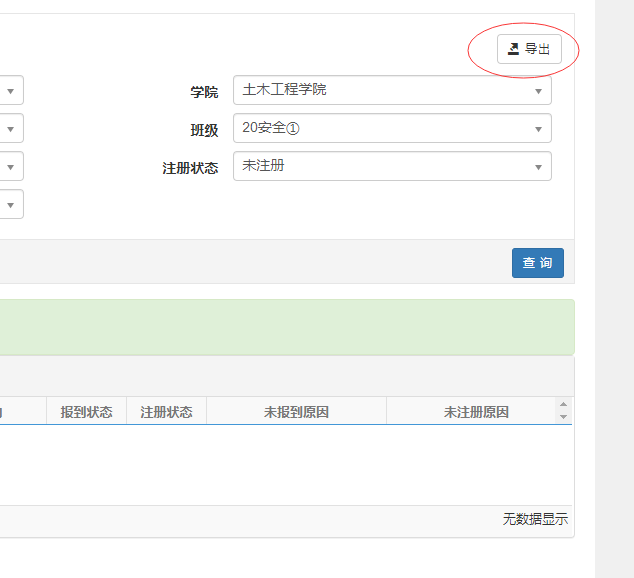 导出
学院 土木工程学院
班级 20安全①
注册状态 未注册
查 询
报到状态 注册状态 未报到原因 未注册原因
无数据显示